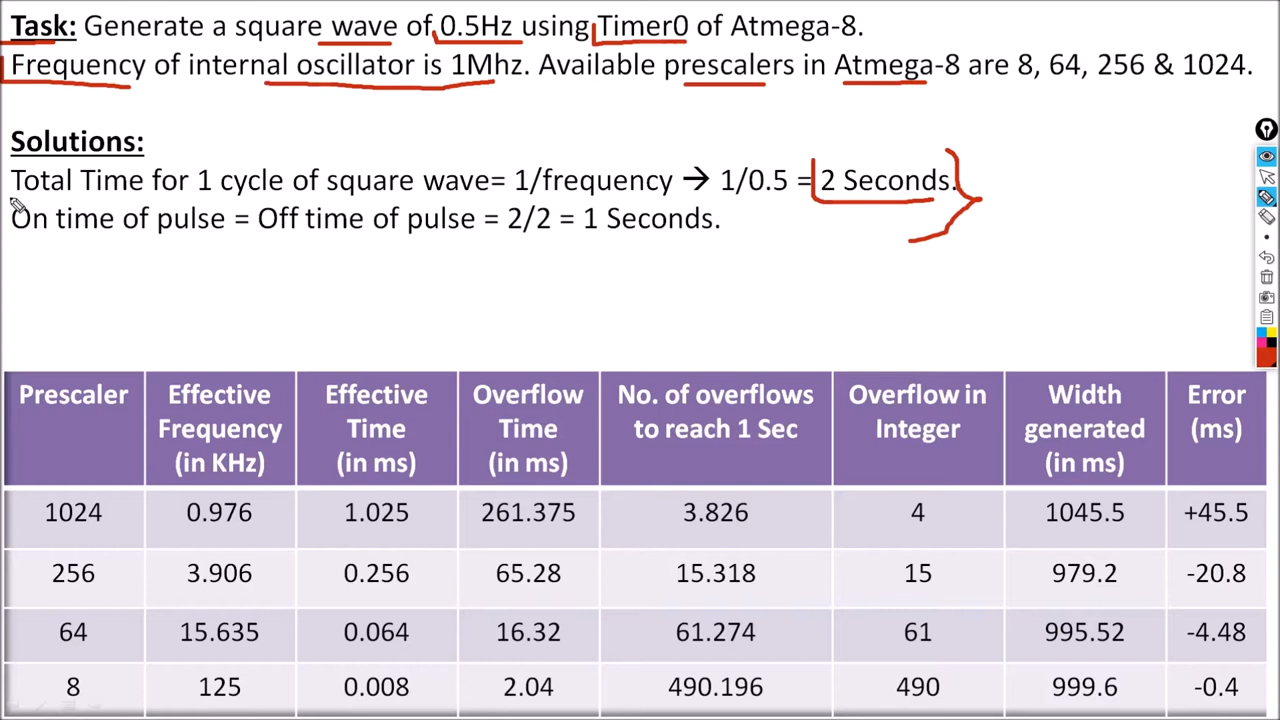 Task: Generate a square wave of 0.5Hz using Timer0 of Atmega-8.
Frequency of internal oscillator is 1Mhz. Available prescalers in Atmega-8 are 8, 64, 256 & 1024.
Solutions:
Total Time for 1 cycle of square wave= 1/frequency → 1/0.5 = 2 Seconds.
On time of pulse = Off time of pulse = 2/2 = 1 Seconds.
Prescaler Effective Frequency (in KHz) Effective Time (in ms) Overflow Time (in ms) No. of overflows to reach 1 Sec Overflow in Integer Width generated (in ms) Error (ms)
1024 0.976 1.025 261.375 3.826 4 1045.5 +45.5
256 3.906 0.256 65.28 15.318 15 979.2 -20.8
64 15.635 0.064 16.32 61.274 61 995.52 -4.48
8 125 0.008 2.04 490.196 490 999.6 -0.4